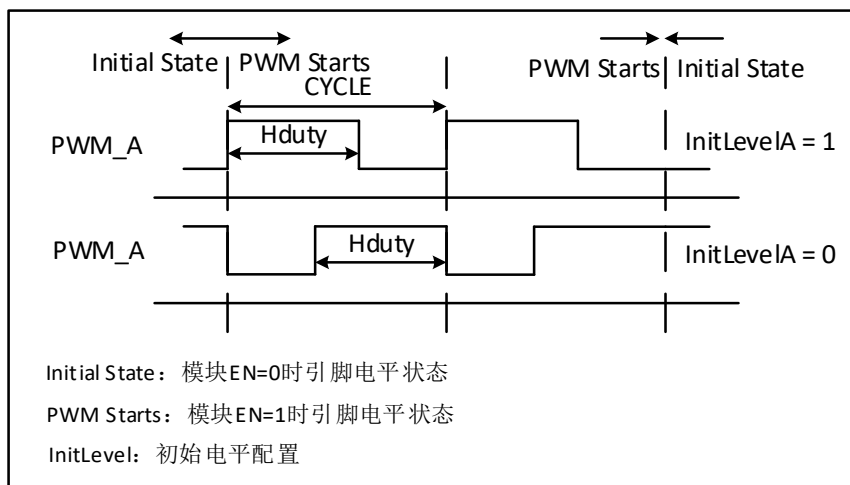 Initial State PWM Starts PWM Starts Initial State
CYCLE
PWM_A Hduty InitLevelA = 1
PWM_A Hduty InitLevelA = 0
Initial State：模块EN=0时引脚电平状态
PWM Starts：模块EN=1时引脚电平状态
InitLevel：初始电平配置